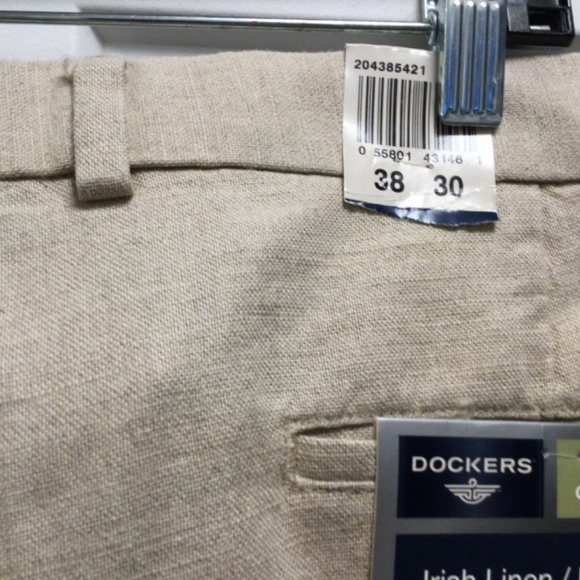 204385421
0 55801 43146 1
38 30
DOCKERS
Irish Linen /